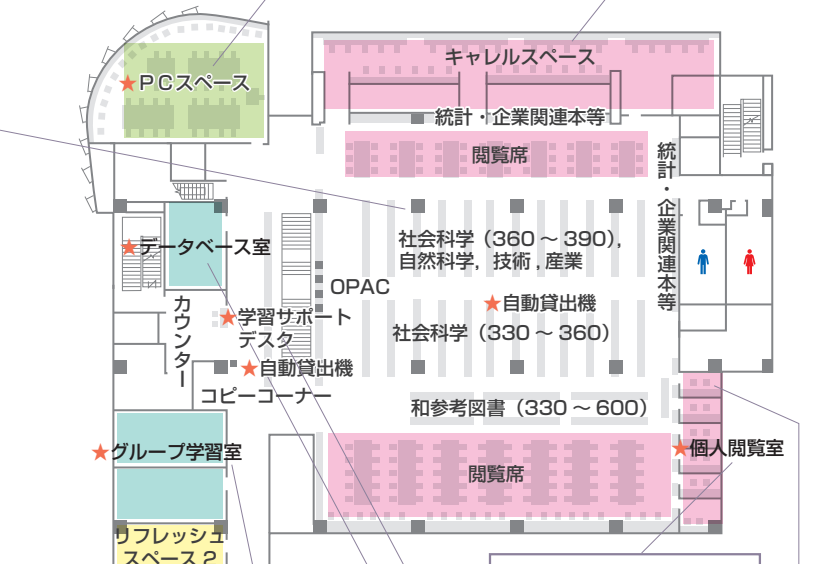 キャレルスペース
★PCスペース
統計・企業関連本等
閲覧席
統計・企業関連本等
社会科学（360～390），
自然科学，技術，産業
★データベース室
OPAC
★自動貸出機
カウンター
★学習サポート
デスク
社会科学（330～360）
★自動貸出機
コピーコーナー
和参考図書（330～600）
★グループ学習室
★個人閲覧室
閲覧席
リフレッシュ
スペース2